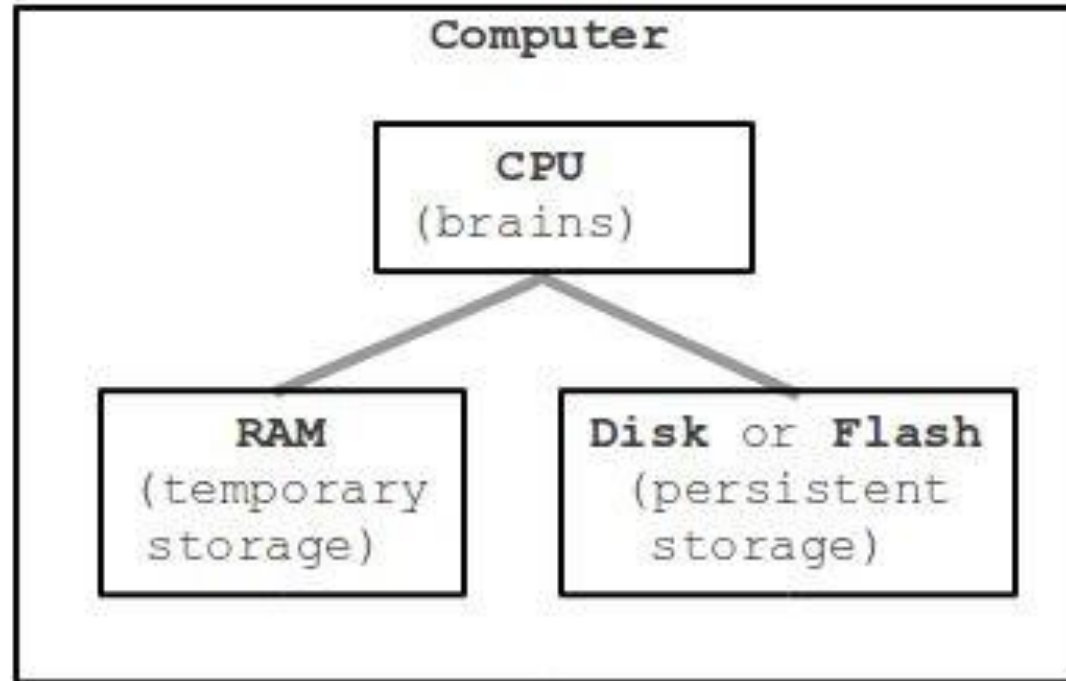 Computer
CPU
(brains)
RAM
(temporary
storage)
Disk or Flash
(persistent
storage)